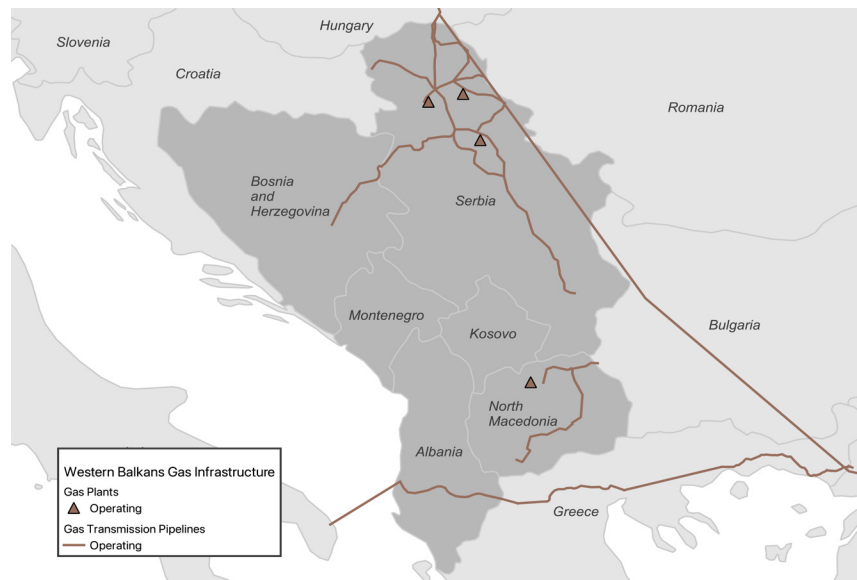 Hungary
Slovenia
Croatia
Romania
Bosnia
and
Herzegovina
Serbia
Montenegro
Kosovo
Bulgaria
North
Macedonia
Albania
Greece
Western Balkans Gas Infrastructure
Gas Plants
Operating
Gas Transmission Pipelines
Operating